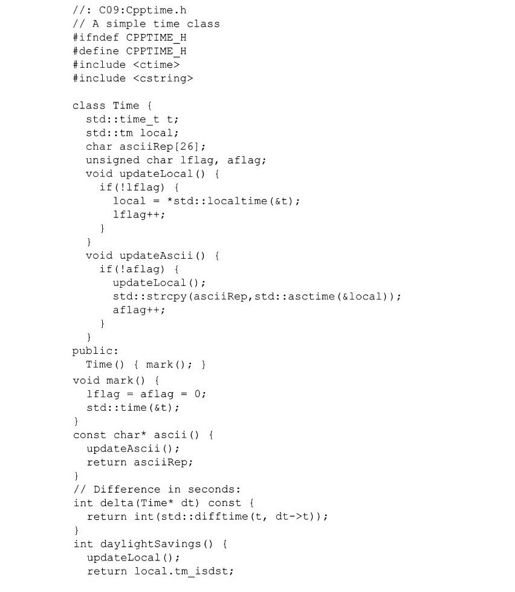 //: C09:Cpptime.h
// A simple time class
#ifndef CPPTIME_H
#define CPPTIME_H
#include <ctime>
#include <cstring>
class Time {
std::time_t t;
std::tm local;
char asciiRep[26];
unsigned char lflag, aflag;
void updateLocal() {
if(!lflag) {
local = *std::localtime(&t);
lflag++;
}
}
void updateAscii() {
if(!aflag) {
updateLocal();
std::strcpy(asciiRep,std::asctime(&local));
aflag++;
}
}
public:
Time() { mark(); }
void mark() {
lflag = aflag = 0;
std::time(&t);
}
const char* ascii() {
updateAscii();
return asciiRep;
}
// Difference in seconds:
int delta(Time* dt) const {
return int(std::difftime(t, dt->t));
}
int daylightSavings() {
updateLocal();
return local.tm_isdst;